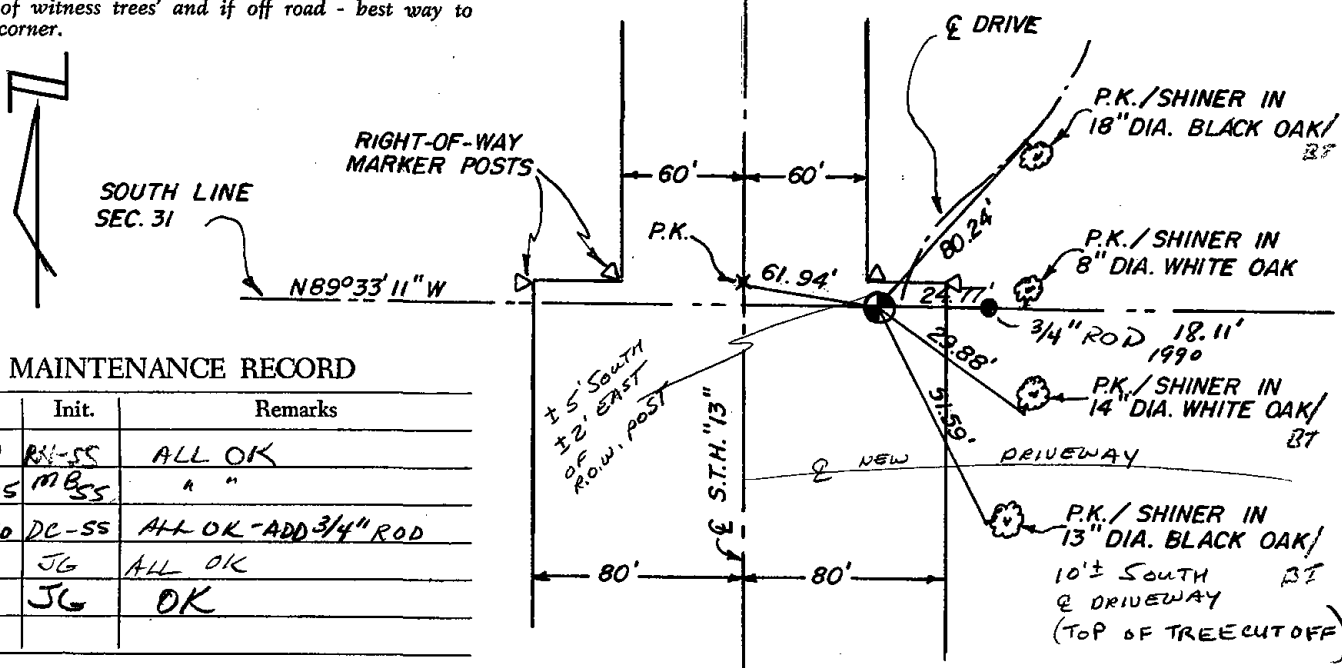 of witness trees' and if off road - best way to
corner.
℄ DRIVE
P.K./SHINER IN
18" DIA. BLACK OAK/
BT
RIGHT-OF-WAY
MARKER POSTS
60'
60'
SOUTH LINE
SEC. 31
P.K.
61.94'
80.24'
P.K./SHINER IN
8" DIA. WHITE OAK
N89°33'11"W
24.77'
3/4" ROD 18.11'
1990
29.88'
P.K./SHINER IN
14" DIA. WHITE OAK/
BT
51.59'
± 5' SOUTH
± 2' EAST
OF
R.O.W. POST
℄ S.T.H. "13"
℄ NEW DRIVEWAY
P.K./SHINER IN
13" DIA. BLACK OAK/
BT
10'± SOUTH
℄ DRIVEWAY
(TOP OF TREE CUT OFF)
80'
80'
MAINTENANCE RECORD
Init. Remarks
-SS ALL OK
5 MB SS " "
0 DC-SS ALL OK-ADD 3/4" ROD
JG ALL OK
JG OK